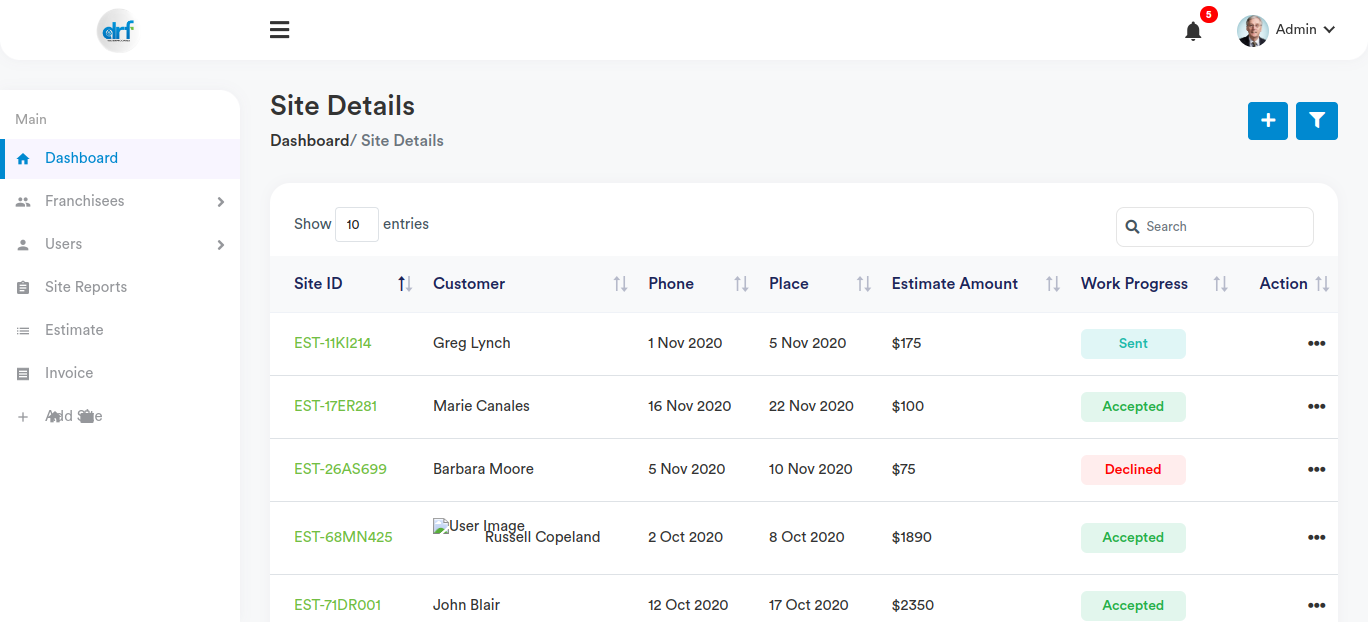 drf
5
Admin
Main
Dashboard
Franchisees
Users
Site Reports
Estimate
Invoice
Add Site
Site Details
Dashboard/ Site Details
Show 10 entries
Search
Site ID Customer Phone Place Estimate Amount Work Progress Action
EST-11KI214 Greg Lynch 1 Nov 2020 5 Nov 2020 $175 Sent
EST-17ER281 Marie Canales 16 Nov 2020 22 Nov 2020 $100 Accepted
EST-26AS699 Barbara Moore 5 Nov 2020 10 Nov 2020 $75 Declined
User Image
EST-68MN425 Russell Copeland 2 Oct 2020 8 Oct 2020 $1890 Accepted
EST-71DR001 John Blair 12 Oct 2020 17 Oct 2020 $2350 Accepted